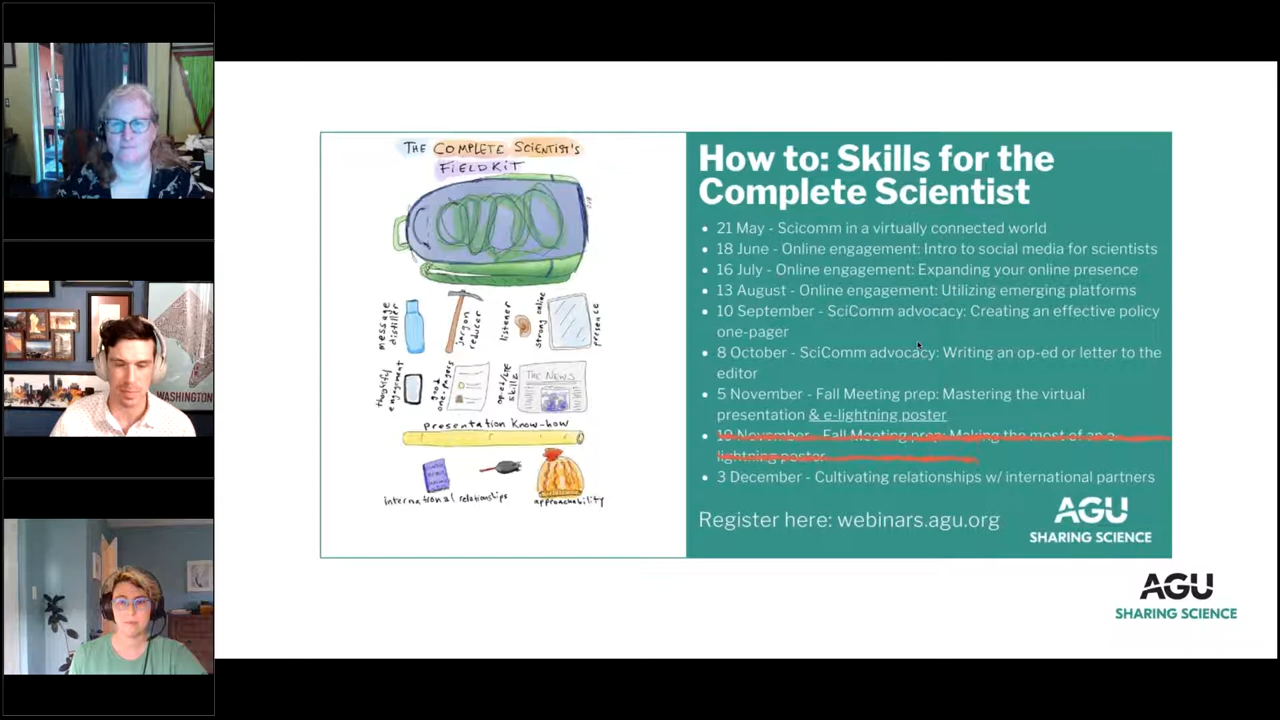 THE COMPLETE SCIENTIST'S
FIELDKIT
message
distiller
jargon
reducer
listener
strong online
presence
thoughtful
engagement
good
one-pagers
op-ed/LTE
skillz
THE NEWS
PRESENTATION KNOW-HOW
international relationships
approachability
How to: Skills for the
Complete Scientist
• 21 May - Scicomm in a virtually connected world
• 18 June - Online engagement: Intro to social media for scientists
• 16 July - Online engagement: Expanding your online presence
• 13 August - Online engagement: Utilizing emerging platforms
• 10 September - SciComm advocacy: Creating an effective policy
one-pager
• 8 October - SciComm advocacy: Writing an op-ed or letter to the
editor
• 5 November - Fall Meeting prep: Mastering the virtual
presentation & e-lightning poster
• 19 November - Fall Meeting prep: Making the most of an e-
lightning poster
• 3 December - Cultivating relationships w/ international partners
Register here: webinars.agu.org
AGU
SHARING SCIENCE
AGU
SHARING SCIENCE
WASHINGTON